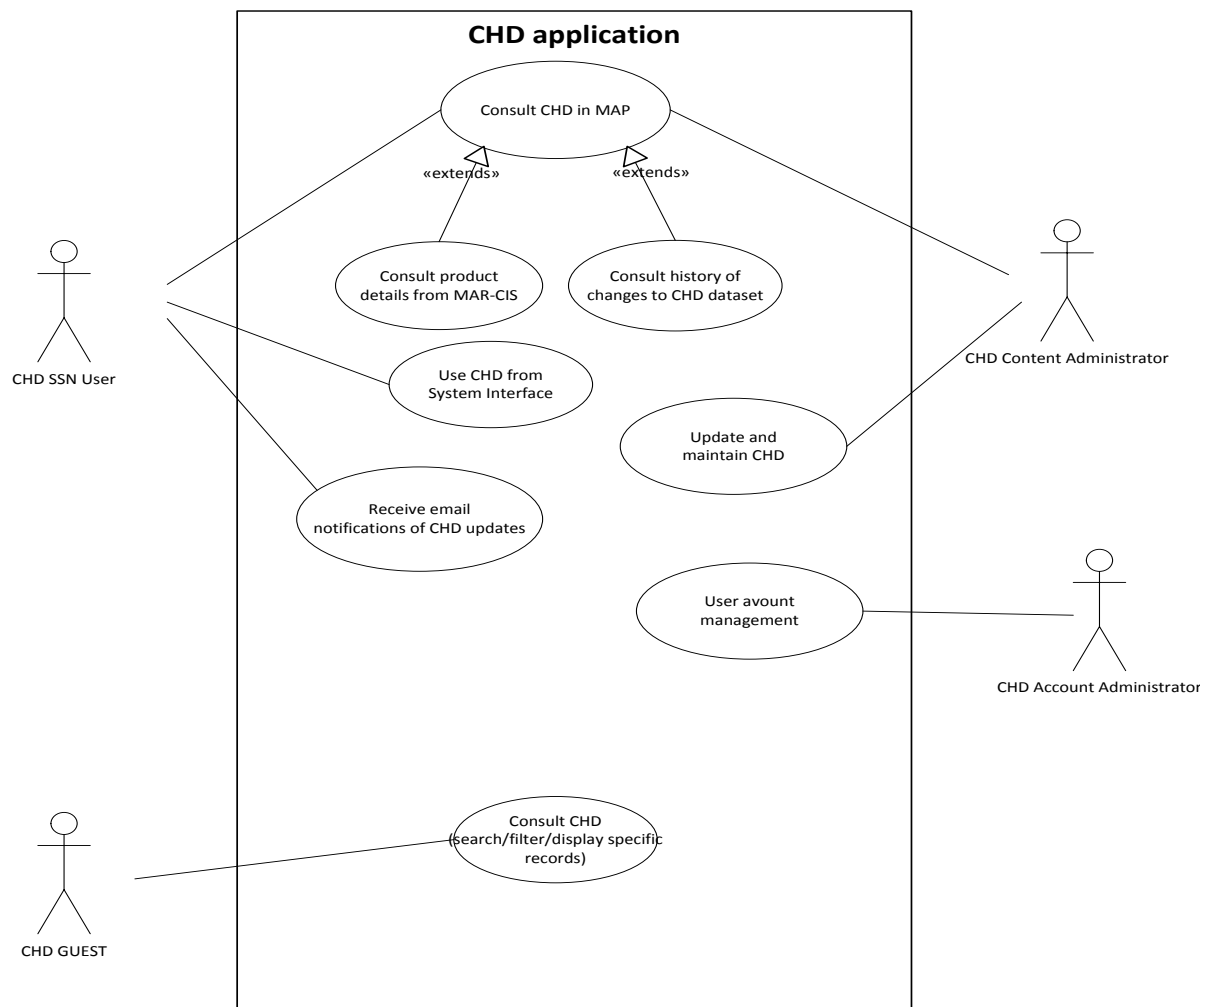 CHD application
Consult CHD in MAP
«extends»
«extends»
Consult product
details from MAR-CIS
Consult history of
changes to CHD dataset
CHD SSN User
CHD Content Administrator
Use CHD from
System Interface
Update and
maintain CHD
Receive email
notifications of CHD updates
User avount
management
CHD Account Administrator
Consult CHD
(search/filter/display specific
records)
CHD GUEST